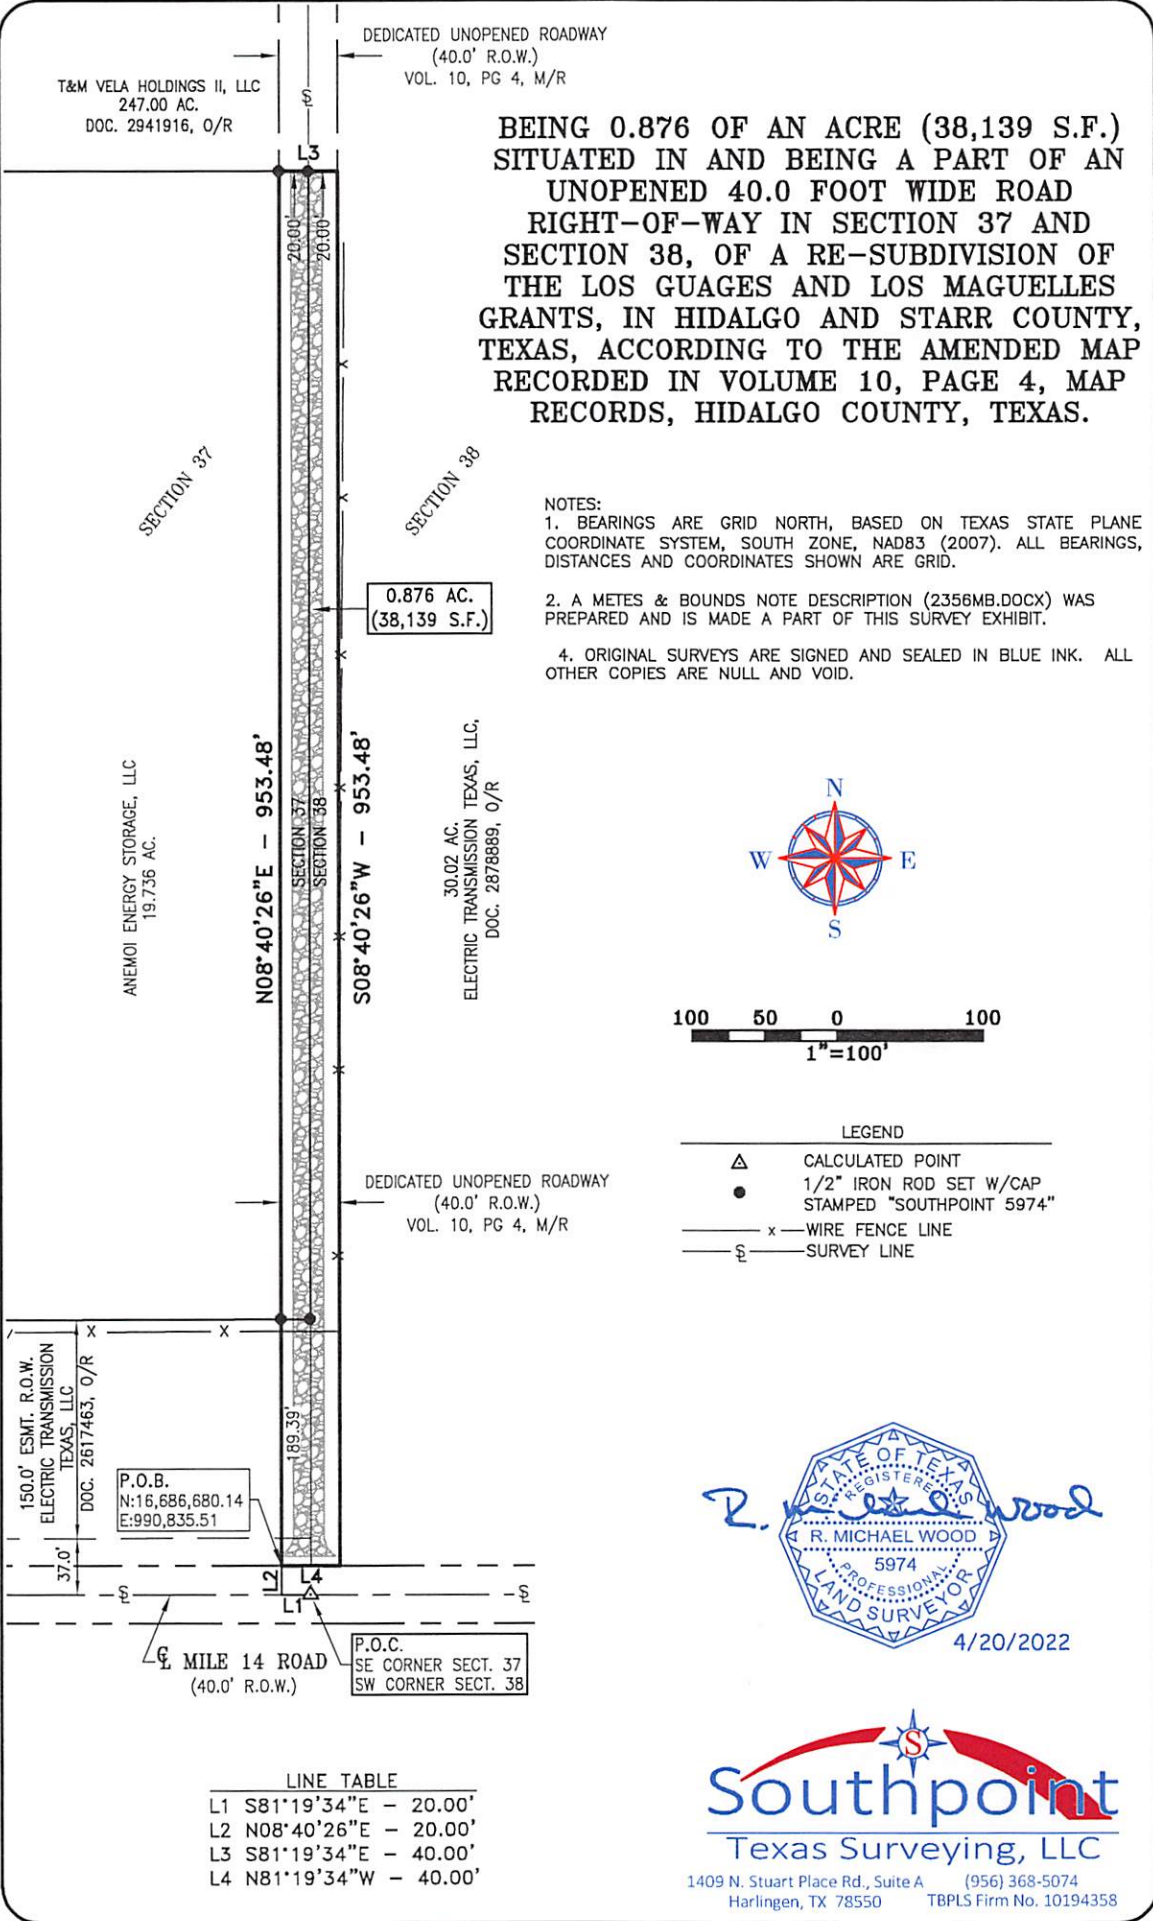 DEDICATED UNOPENED ROADWAY
(40.0' R.O.W.)
VOL. 10, PG 4, M/R
T&M VELA HOLDINGS II, LLC
247.00 AC.
DOC. 2941916, O/R
L3
20.00'
20.00'
BEING 0.876 OF AN ACRE (38,139 S.F.)
SITUATED IN AND BEING A PART OF AN
UNOPENED 40.0 FOOT WIDE ROAD
RIGHT-OF-WAY IN SECTION 37 AND
SECTION 38, OF A RE-SUBDIVISION OF
THE LOS GUAGES AND LOS MAGUELLES
GRANTS, IN HIDALGO AND STARR COUNTY,
TEXAS, ACCORDING TO THE AMENDED MAP
RECORDED IN VOLUME 10, PAGE 4, MAP
RECORDS, HIDALGO COUNTY, TEXAS.
SECTION 37
SECTION 38
NOTES:
1. BEARINGS ARE GRID NORTH, BASED ON TEXAS STATE PLANE
COORDINATE SYSTEM, SOUTH ZONE, NAD83 (2007). ALL BEARINGS,
DISTANCES AND COORDINATES SHOWN ARE GRID.
2. A METES & BOUNDS NOTE DESCRIPTION (2356MB.DOCX) WAS
PREPARED AND IS MADE A PART OF THIS SURVEY EXHIBIT.
4. ORIGINAL SURVEYS ARE SIGNED AND SEALED IN BLUE INK. ALL
OTHER COPIES ARE NULL AND VOID.
0.876 AC.
(38,139 S.F.)
ANEMOI ENERGY STORAGE, LLC
19.736 AC.
N08°40'26"E - 953.48'
SECTION 37
SECTION 38
S08°40'26"W - 953.48'
30.02 AC.
ELECTRIC TRANSMISSION TEXAS, LLC,
DOC. 2878889, O/R
N
W E
S
100 50 0 100
1"=100'
LEGEND
CALCULATED POINT
1/2" IRON ROD SET W/CAP
STAMPED "SOUTHPOINT 5974"
x WIRE FENCE LINE
SURVEY LINE
DEDICATED UNOPENED ROADWAY
(40.0' R.O.W.)
VOL. 10, PG 4, M/R
150.0' ESMT. R.O.W.
ELECTRIC TRANSMISSION
TEXAS, LLC
DOC. 2617463, O/R
189.39'
P.O.B.
N:16,686,680.14
E:990,835.51
37.0'
L2
L4
L1
℄ MILE 14 ROAD
(40.0' R.O.W.)
P.O.C.
SE CORNER SECT. 37
SW CORNER SECT. 38
R. Michael Wood
STATE OF TEXAS
REGISTERED
R. MICHAEL WOOD
5974
PROFESSIONAL
LAND SURVEYOR
4/20/2022
LINE TABLE
L1 S81°19'34"E - 20.00'
L2 N08°40'26"E - 20.00'
L3 S81°19'34"E - 40.00'
L4 N81°19'34"W - 40.00'
S
Southpoint
Texas Surveying, LLC
1409 N. Stuart Place Rd., Suite A (956) 368-5074
Harlingen, TX 78550 TBPLS Firm No. 10194358